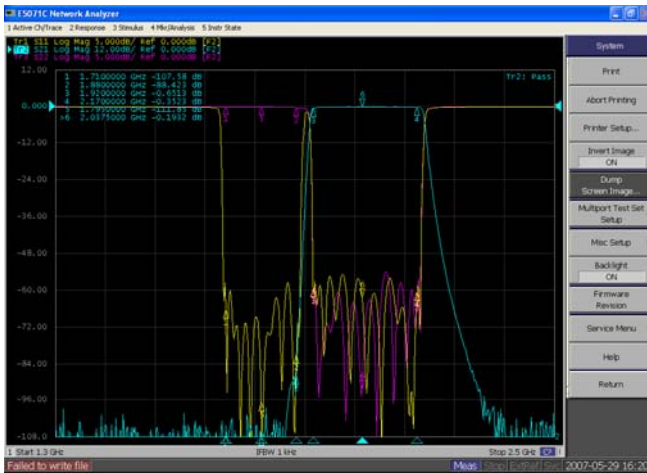 E5071C Network Analyzer
1 Active Ch/Trace 2 Response 3 Stimulus 4 Mkr/Analysis 5 Instr State
Tr1 S11 Log Mag 5.000dB/ Ref 0.000dB [F2]
Tr2 S21 Log Mag 12.00dB/ Ref 0.000dB [F2]
Tr3 S22 Log Mag 5.000dB/ Ref 0.000dB [F2]
12.00
1 1.7100000 GHz -107.58 dB
2 1.8800000 GHz -88.423 dB
3 1.9200000 GHz -0.6513 dB
4 2.1700000 GHz -0.3523 dB
>6 2.0375000 GHz -0.1932 dB
Tr2: Pass
0.000
-12.00
-24.00
-36.00
-48.00
-60.00
-72.00
-84.00
-96.00
-108.0
1 Start 1.3 GHz
IFBW 1 kHz
Stop 2.5 GHz
Failed to write file
Meas Stop ExtRef Svc 2007-05-29 16:20
System
Print
Abort Printing
Printer Setup...
Invert Image
ON
Dump
Screen Image...
Multiport Test Set
Setup
Misc Setup
Backlight
ON
Firmware
Revision
Service Menu
Help
Return